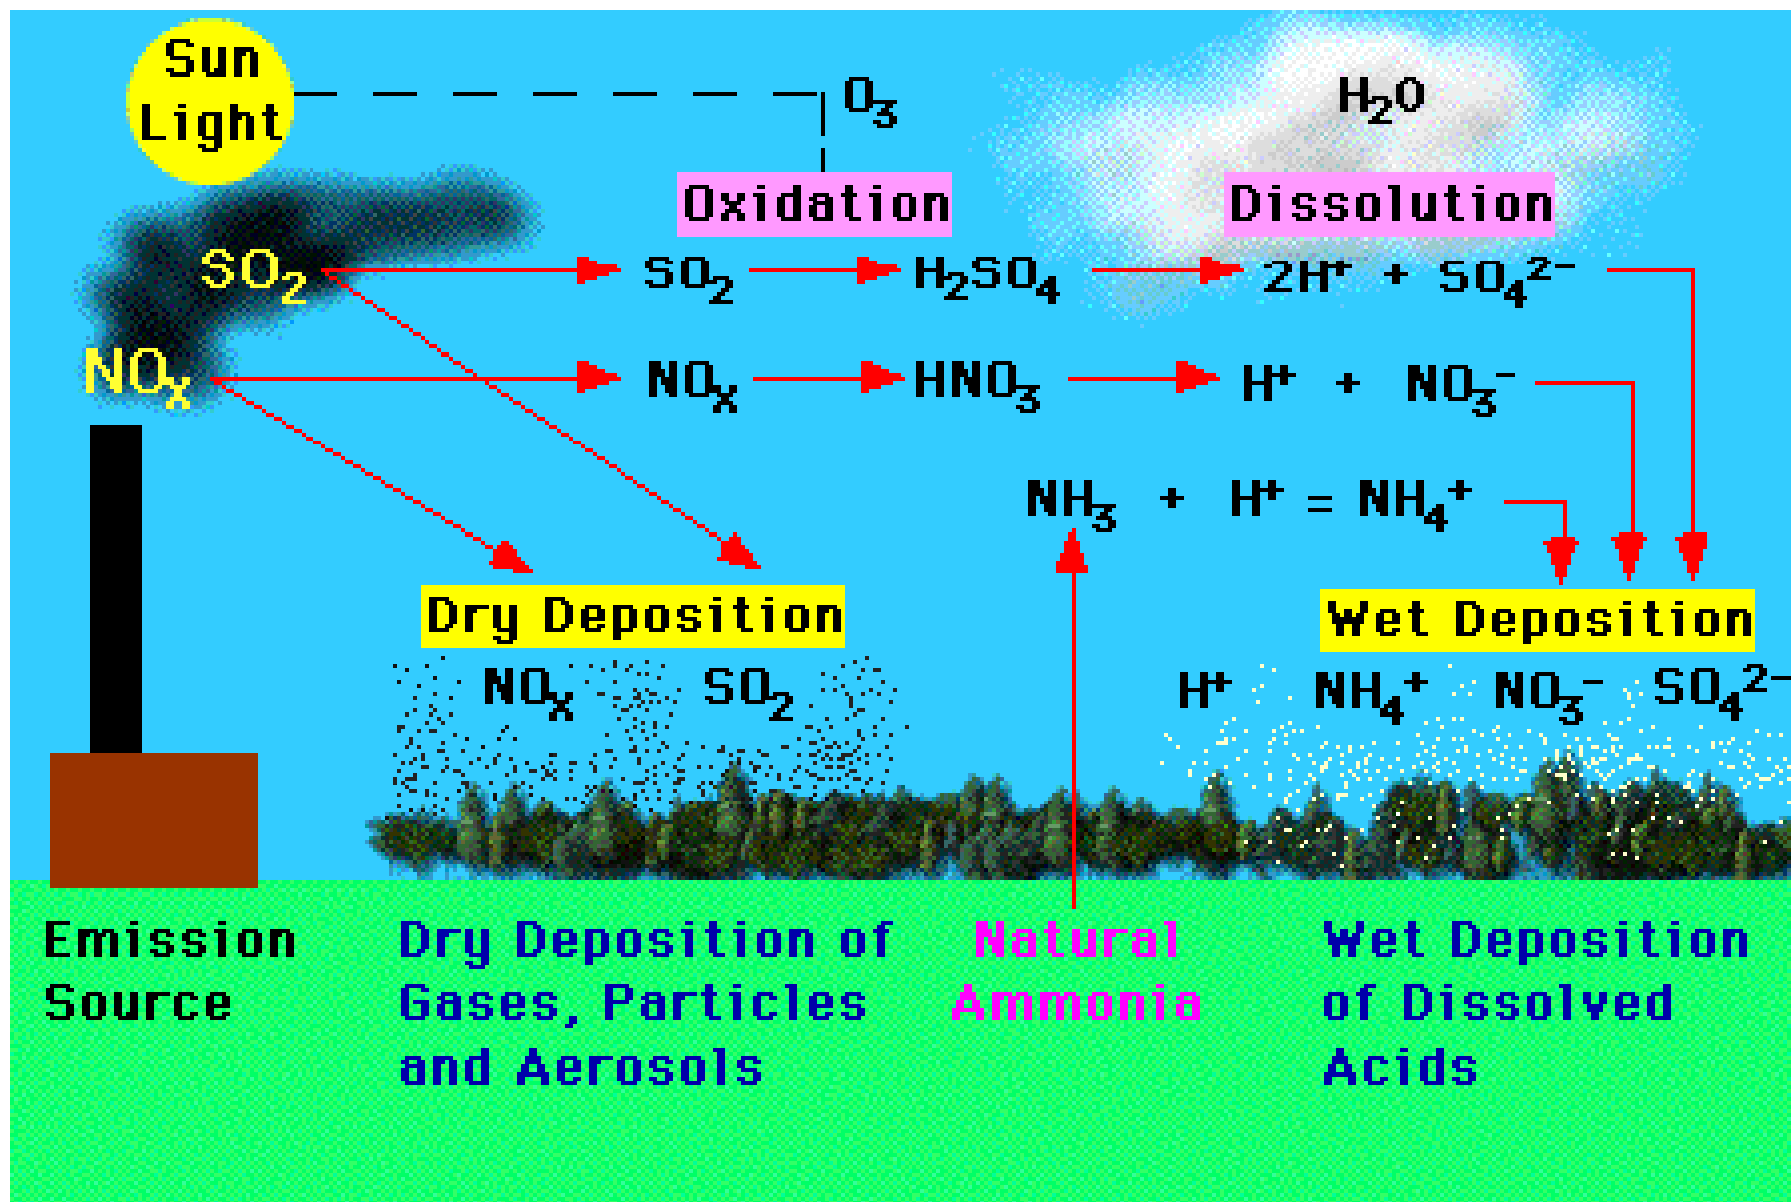 Sun
Light
O₃
H₂O
Oxidation
Dissolution
SO₂
SO₂
H₂SO₄
2H⁺ + SO₄²⁻
NOₓ
NOₓ
HNO₃
H⁺ + NO₃⁻
NH₃ + H⁺ = NH₄⁺
Dry Deposition
Wet Deposition
NOₓ SO₂
H⁺ NH₄⁺ NO₃⁻ SO₄²⁻
Emission
Source
Dry Deposition of
Gases, Particles
and Aerosols
Natural
Ammonia
Wet Deposition
of Dissolved
Acids